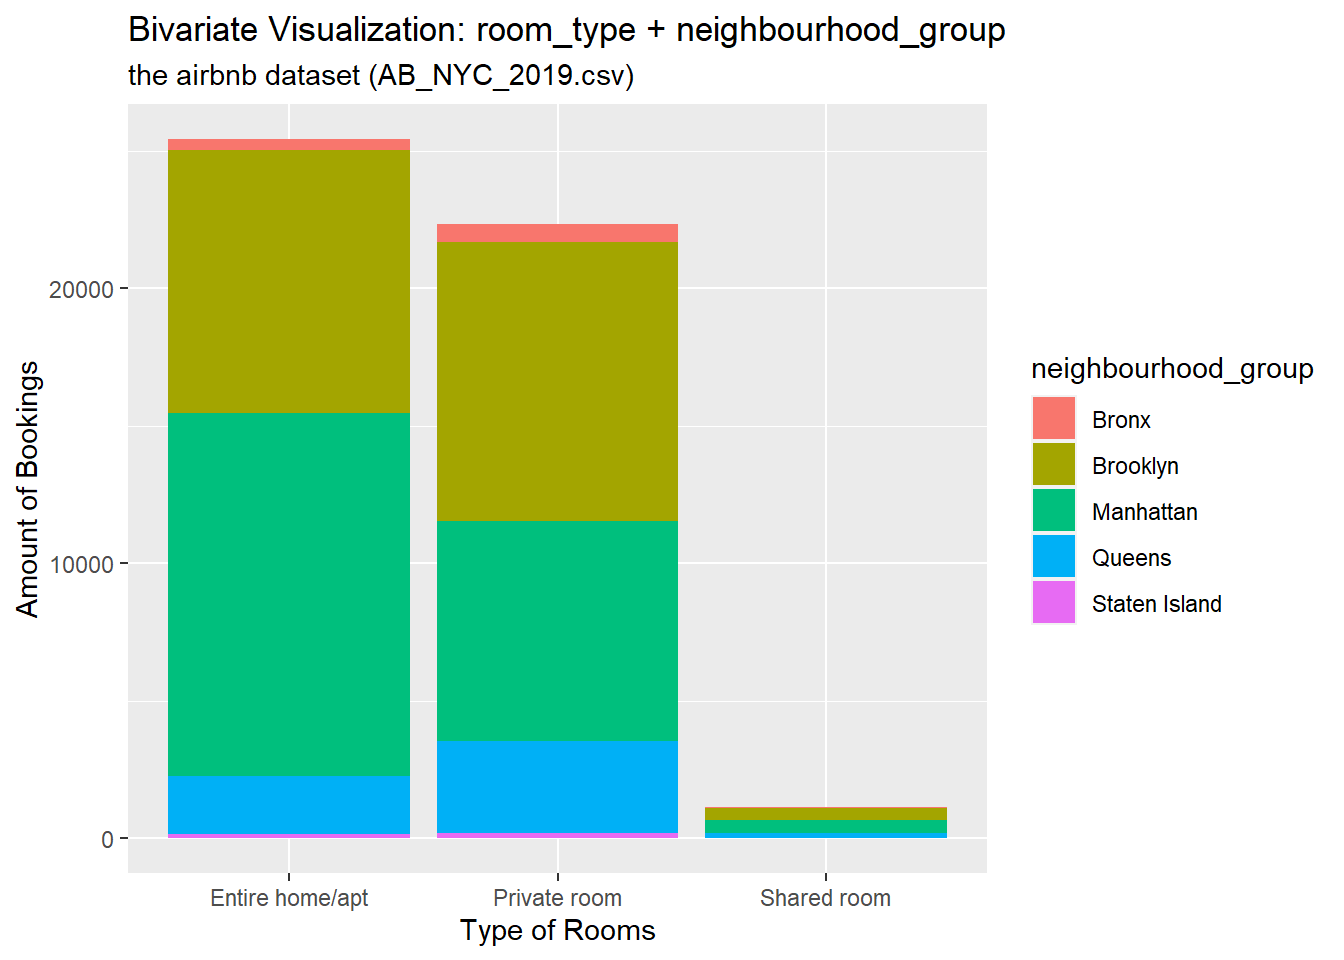 Bivariate Visualization: room_type + neighbourhood_group
the airbnb dataset (AB_NYC_2019.csv)
Amount of Bookings
20000
10000
0
Entire home/apt
Private room
Shared room
Type of Rooms
neighbourhood_group
Bronx
Brooklyn
Manhattan
Queens
Staten Island